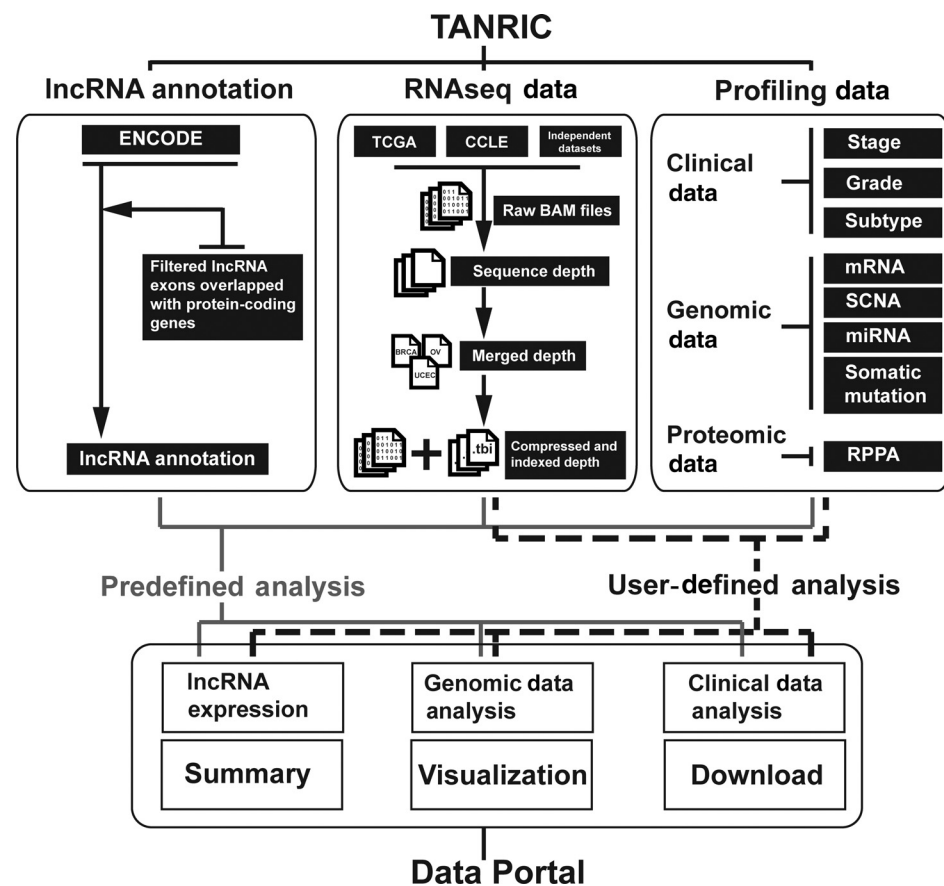 TANRIC
lncRNA annotation
RNAseq data
Profiling data
ENCODE
Filtered lncRNA
exons overlapped
with protein-coding
genes
lncRNA annotation
TCGA
CCLE
Independent
datasets
Raw BAM files
Sequence depth
BRCA
OV
UCEC
Merged depth
+
.tbi
Compressed and
indexed depth
Clinical
data
Stage
Grade
Subtype
Genomic
data
mRNA
SCNA
miRNA
Somatic
mutation
Proteomic
data
RPPA
Predefined analysis
User-defined analysis
lncRNA
expression
Genomic data
analysis
Clinical data
analysis
Summary
Visualization
Download
Data Portal